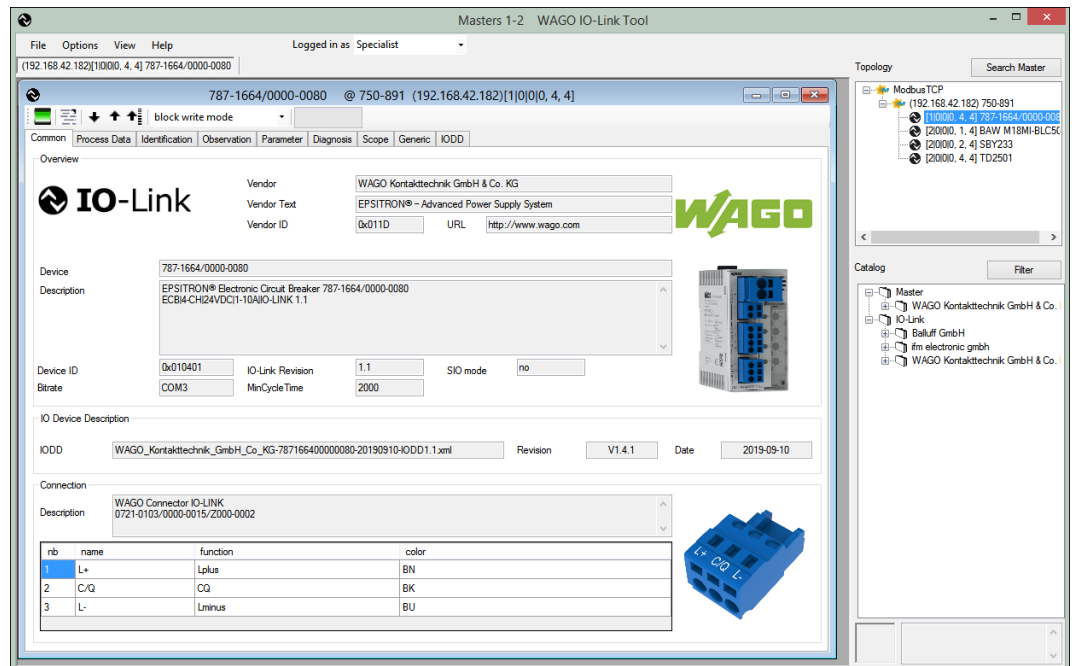 Masters 1-2 WAGO IO-Link Tool
File Options View Help Logged in as Specialist
(192.168.42.182)[1|0|0|0, 4, 4] 787-1664/0000-0080
787-1664/0000-0080 @ 750-891 (192.168.42.182)[1|0|0|0, 4, 4]
block write mode
Common Process Data Identification Observation Parameter Diagnosis Scope Generic IODD
Overview
IO-Link
Vendor WAGO Kontakttechnik GmbH & Co. KG
Vendor Text EPSITRON® – Advanced Power Supply System
Vendor ID 0x011D URL http://www.wago.com
WAGO
Device 787-1664/0000-0080
Description EPSITRON® Electronic Circuit Breaker 787-1664/0000-0080
ECB|4-CH|24VDC|1-10A|IO-LINK 1.1
Device ID 0x010401 IO-Link Revision 1.1 SIO mode no
Bitrate COM3 MinCycleTime 2000
IO Device Description
IODD WAGO_Kontakttechnik_GmbH_Co_KG-787166400000080-20190910-IODD1.1.xml Revision V1.4.1 Date 2019-09-10
Connection
Description WAGO Connector IO-LINK
0721-0103/0000-0015/Z000-0002
nb name function color
1 L+ Lplus BN
2 C/Q CQ BK
3 L- Lminus BU
L+ C/Q L-
Topology Search Master
ModbusTCP
(192.168.42.182) 750-891
[1|0|0|0, 4, 4] 787-1664/0000-008
[2|0|0|0, 1, 4] BAW M18MI-BLC50
[2|0|0|0, 2, 4] SBY233
[2|0|0|0, 4, 4] TD2501
Catalog Filter
Master
WAGO Kontakttechnik GmbH & Co.
IO-Link
Balluff GmbH
ifm electronic gmbh
WAGO Kontakttechnik GmbH & Co.